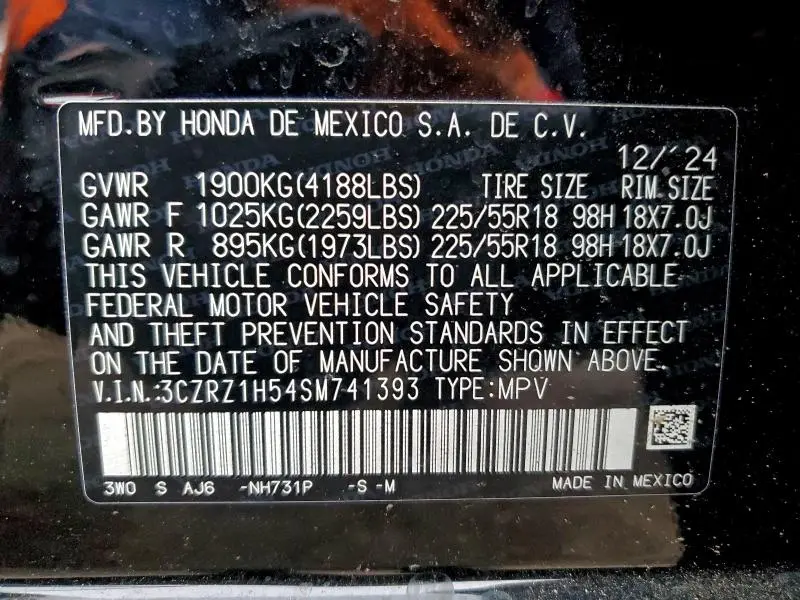 MFD.BY HONDA DE MEXICO S.A. DE C.V.
12/'24
GVWR 1900KG(4188LBS) TIRE SIZE RIM.SIZE
GAWR F 1025KG(2259LBS) 225/55R18 98H 18X7.0J
GAWR R 895KG(1973LBS) 225/55R18 98H 18X7.0J
THIS VEHICLE CONFORMS TO ALL APPLICABLE
FEDERAL MOTOR VEHICLE SAFETY
AND THEFT PREVENTION STANDARDS IN EFFECT
ON THE DATE OF MANUFACTURE SHOWN ABOVE.
V.I.N.:3CZRZ1H54SM741393 TYPE:MPV
3W0 S AJ6 -NH731P -S -M MADE IN MEXICO